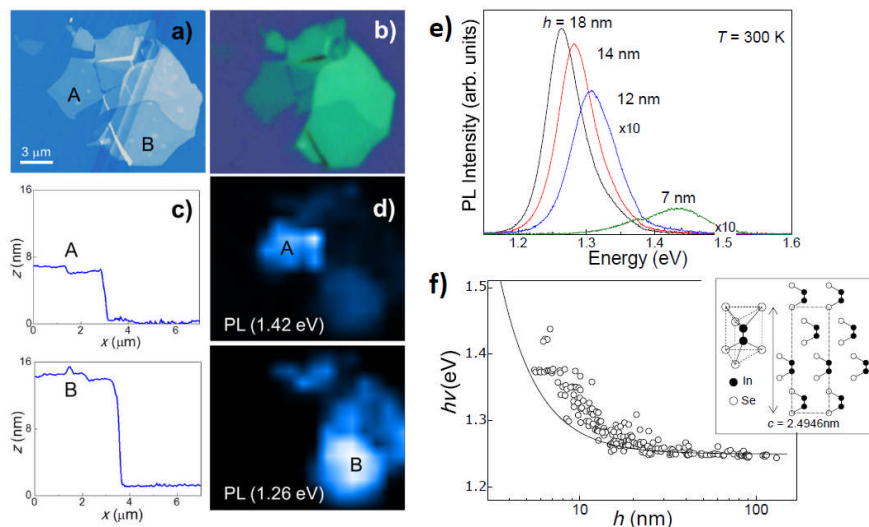 a)
A
B
3 μm
b)
c)
16
8
0
z (nm)
A
0
2
4
6
x (μm)
16
8
0
z (nm)
B
0
2
4
6
x (μm)
d)
A
PL (1.42 eV)
B
PL (1.26 eV)
e)
PL Intensity (arb. units)
h = 18 nm
14 nm
12 nm
x10
7 nm
x10
T = 300 K
1.2
1.3
1.4
1.5
1.6
Energy (eV)
f)
hν(eV)
1.5
1.4
1.3
1.2
10
100
h (nm)
In
Se
c = 2.4946nm